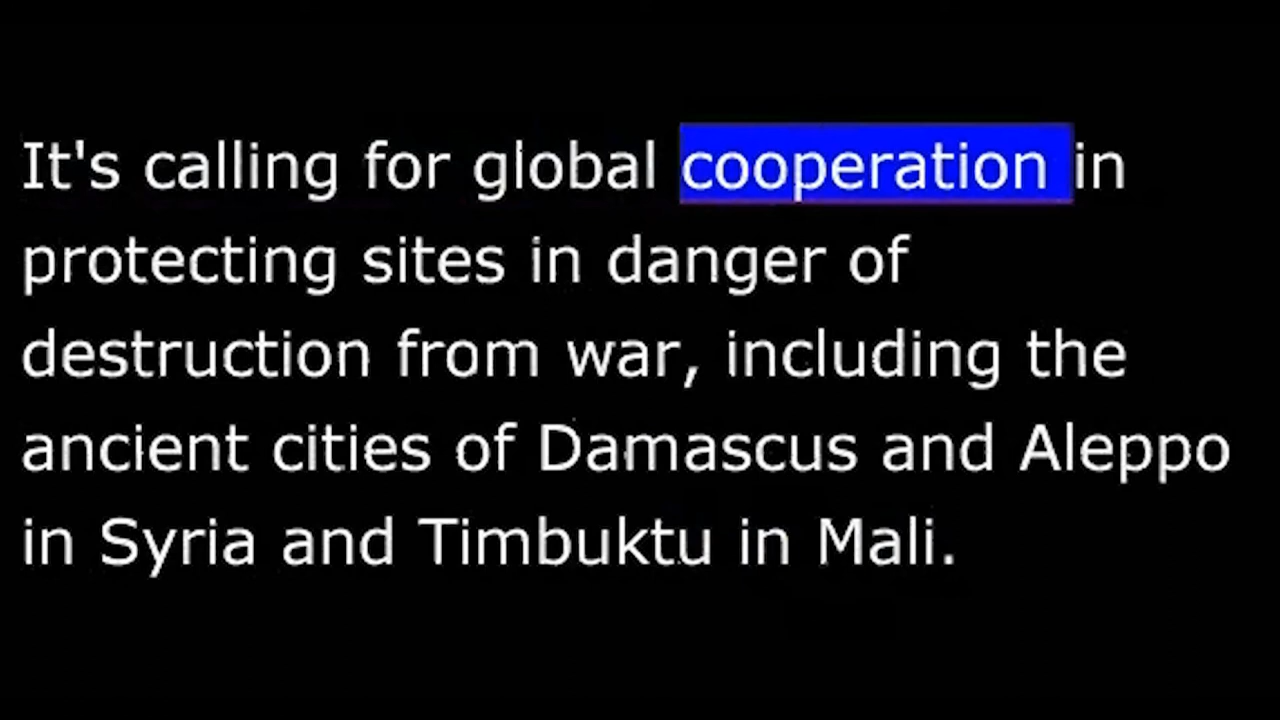 It's calling for global cooperation in
protecting sites in danger of
destruction from war, including the
ancient cities of Damascus and Aleppo
in Syria and Timbuktu in Mali.